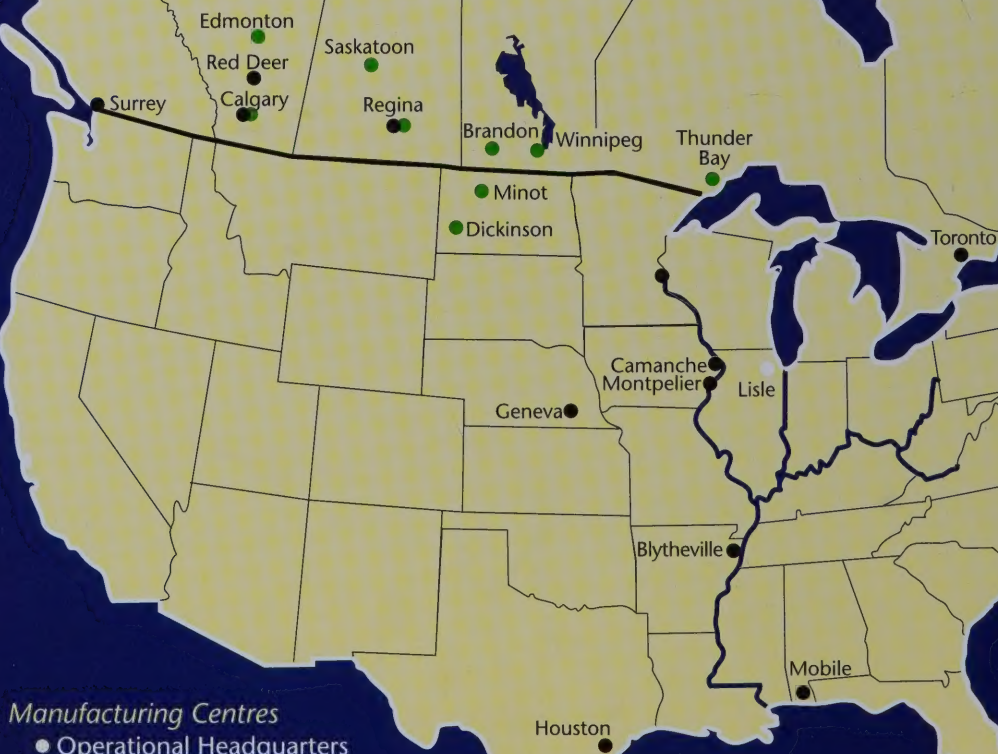 Edmonton
Saskatoon
Red Deer
Calgary
Surrey
Regina
Brandon
Winnipeg
Thunder
Bay
Minot
Dickinson
Toronto
Camanche
Montpelier
Lisle
Geneva
Blytheville
Mobile
Houston
Manufacturing Centres
Operational Headquarters